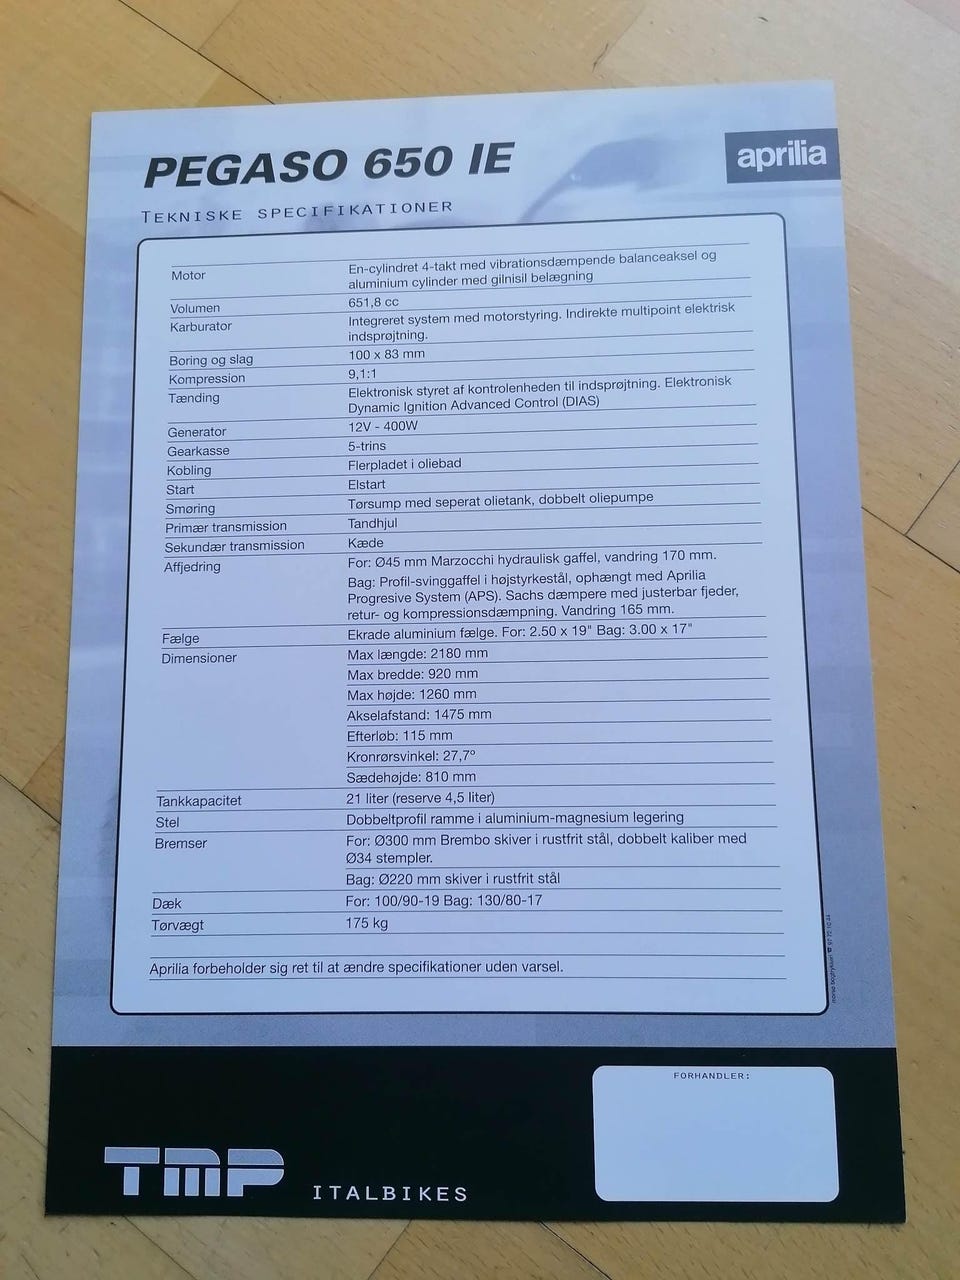 PEGASO 650 IE
aprilia
TEKNISKE SPECIFIKATIONER
Motor En-cylindret 4-takt med vibrationsdæmpende balanceaksel og
aluminium cylinder med gilnisil belægning
Volumen 651,8 cc
Karburator Integreret system med motorstyring. Indirekte multipoint elektrisk
indsprøjtning.
Boring og slag 100 x 83 mm
Kompression 9,1:1
Tænding Elektronisk styret af kontrolenheden til indsprøjtning. Elektronisk
Dynamic Ignition Advanced Control (DIAS)
Generator 12V - 400W
Gearkasse 5-trins
Kobling Flerpladet i oliebad
Start Elstart
Smøring Tørsump med seperat olietank, dobbelt oliepumpe
Primær transmission Tandhjul
Sekundær transmission Kæde
Affjedring For: Ø45 mm Marzocchi hydraulisk gaffel, vandring 170 mm.
Bag: Profil-svinggaffel i højstyrkestål, ophængt med Aprilia
Progresive System (APS). Sachs dæmpere med justerbar fjeder,
retur- og kompressionsdæmpning. Vandring 165 mm.
Fælge Ekrade aluminium fælge. For: 2.50 x 19" Bag: 3.00 x 17"
Dimensioner Max længde: 2180 mm
Max bredde: 920 mm
Max højde: 1260 mm
Akselafstand: 1475 mm
Efterløb: 115 mm
Kronrørsvinkel: 27,7º
Sædehøjde: 810 mm
Tankkapacitet 21 liter (reserve 4,5 liter)
Stel Dobbeltprofil ramme i aluminium-magnesium legering
Bremser For: Ø300 mm Brembo skiver i rustfrit stål, dobbelt kaliber med
Ø34 stempler.
Bag: Ø220 mm skiver i rustfrit stål
Dæk For: 100/90-19 Bag: 130/80-17
Tørvægt 175 kg
Aprilia forbeholder sig ret til at ændre specifikationer uden varsel.
FORHANDLER:
TMP ITALBIKES